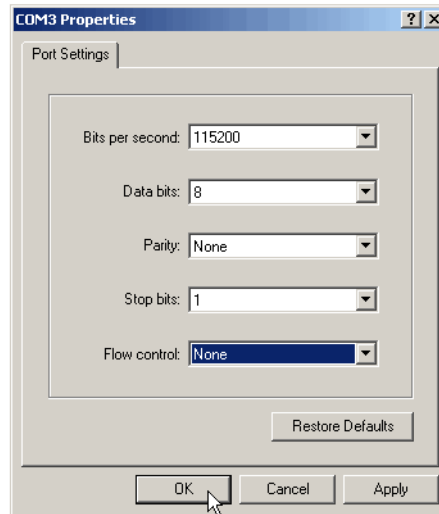 COM3 Properties
Port Settings
Bits per second: 115200
Data bits: 8
Parity: None
Stop bits: 1
Flow control: None
Restore Defaults
OK Cancel Apply